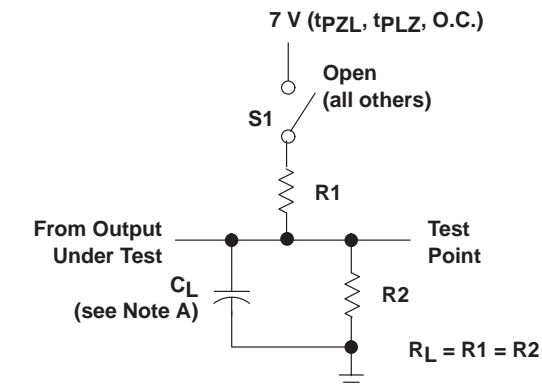 7 V (tPZL, tPLZ, O.C.)
Open
(all others)
S1
R1
From Output
Under Test
Test
Point
CL
(see Note A)
R2
RL = R1 = R2